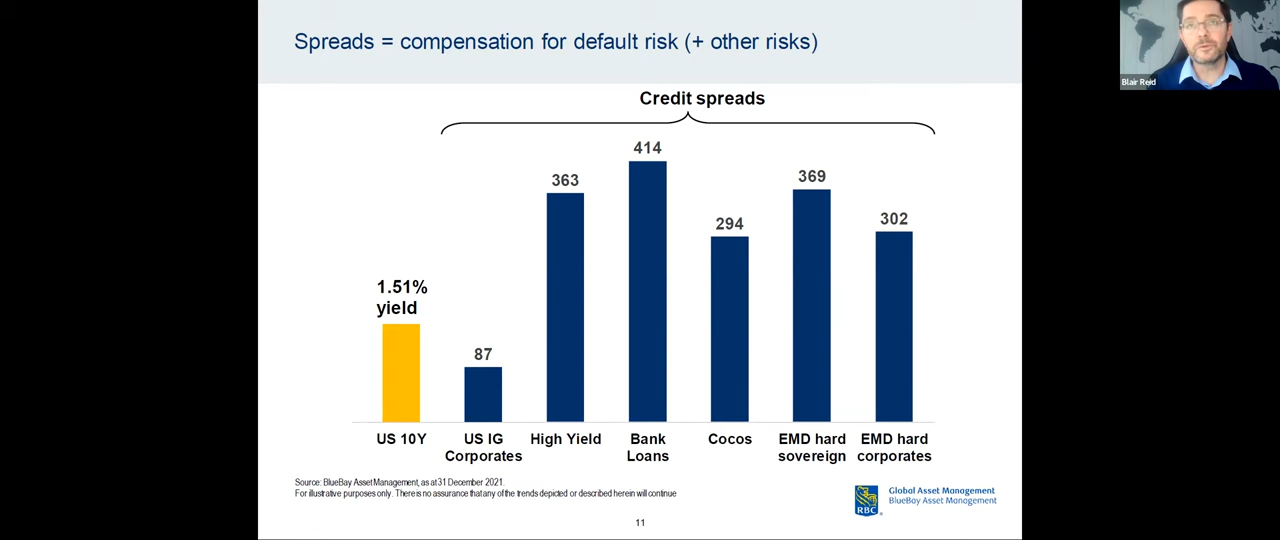 Spreads = compensation for default risk (+ other risks)
Blair Reid
Credit spreads
414
369
363
294
302
1.51%
yield
87
US 10Y
US IG
Corporates
High Yield
Bank
Loans
Cocos
EMD hard
sovereign
EMD hard
corporates
Source: BlueBay Asset Management, as at 31 December 2021.
For illustrative purposes only. There is no assurance that any of the trends depicted or described herein will continue
RBC
®
Global Asset Management
BlueBay Asset Management
11